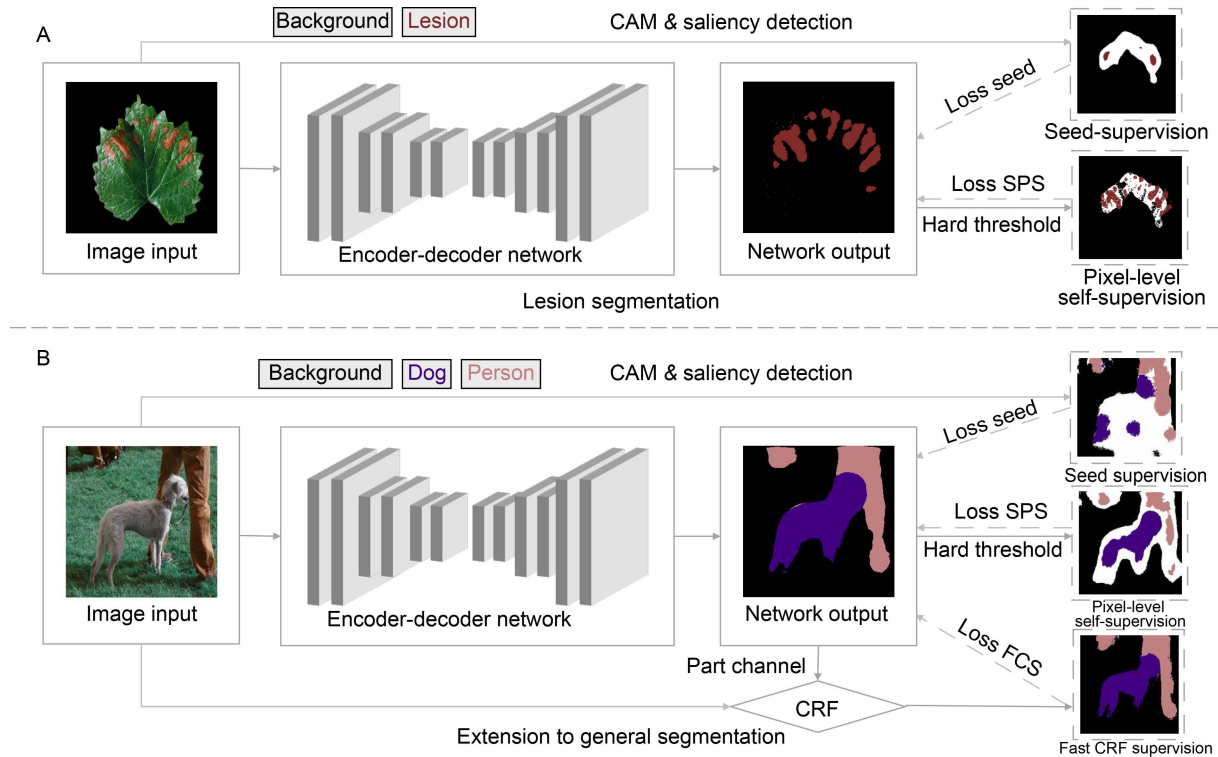 A
Background
Lesion
CAM & saliency detection
Loss seed
Seed-supervision
Loss SPS
Hard threshold
Image input
Encoder-decoder network
Network output
Pixel-level
self-supervision
Lesion segmentation
B
Background
Dog
Person
CAM & saliency detection
Loss seed
Seed supervision
Loss SPS
Hard threshold
Image input
Encoder-decoder network
Network output
Pixel-level
self-supervision
Loss FCS
Part channel
CRF
Extension to general segmentation
Fast CRF supervision